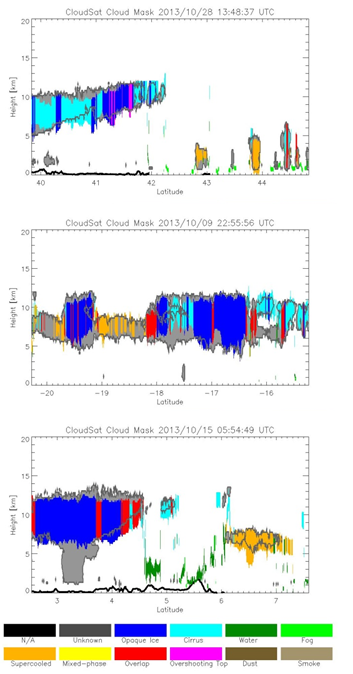 CloudSat Cloud Mask 2013/10/28 13:48:37 UTC
20
15
10
5
0
Height [km]
40 41 42 43 44
Latitude
CloudSat Cloud Mask 2013/10/09 22:55:56 UTC
20
15
10
5
0
Height [km]
-20 -19 -18 -17 -16
Latitude
CloudSat Cloud Mask 2013/10/15 05:54:49 UTC
20
15
10
5
0
Height [km]
3 4 5 6 7
Latitude
N/A Unknown Opaque Ice Cirrus Water Fog
Supercooled Mixed-phase Overlap Overshooting Top Dust Smoke